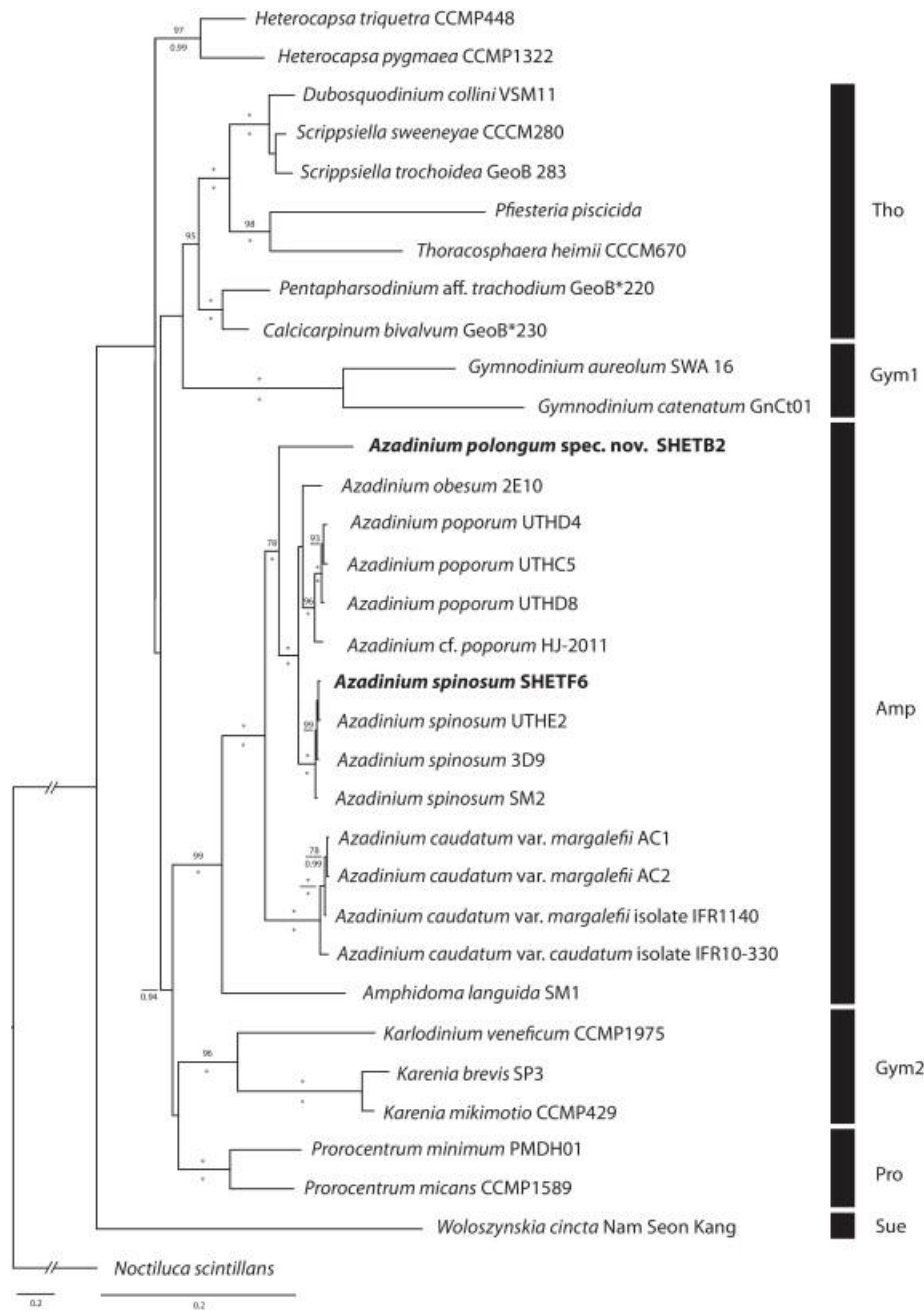 Heterocapsa triquetra CCMP448
97
0.99
Heterocapsa pygmaea CCMP1322
Dubosquodinium collini VSM11
*
*
Scrippsiella sweeneyae CCCM280
Scrippsiella trochoidea GeoB 283
*
*
Pfiesteria piscicida
98
*
Thoracosphaera heimii CCCM670
95
Tho
Pentapharsodinium aff. trachodium GeoB*220
*
*
Calcicarpinum bivalvum GeoB*230
Gymnodinium aureolum SWA 16
*
*
Gym1
Gymnodinium catenatum GnCt01
Azadinium polongum spec. nov. SHETB2
Azadinium obesum 2E10
Azadinium poporum UTHD4
93
78
*
Azadinium poporum UTHC5
*
*
Azadinium poporum UTHD8
96
*
Azadinium cf. poporum HJ-2011
*
*
Azadinium spinosum SHETF6
Azadinium spinosum UTHE2
99
Amp
*
*
Azadinium spinosum 3D9
*
*
Azadinium spinosum SM2
Azadinium caudatum var. margalefii AC1
78
0.99
99
*
Azadinium caudatum var. margalefii AC2
*
*
Azadinium caudatum var. margalefii isolate IFR1140
*
*
Azadinium caudatum var. caudatum isolate IFR10-330
0.94
Amphidoma languida SM1
Karlodinium veneficum CCMP1975
96
*
Gym2
Karenia brevis SP3
*
*
Karenia mikimotio CCMP429
Prorocentrum minimum PMDH01
*
*
Pro
Prorocentrum micans CCMP1589
Woloszynskia cincta Nam Seon Kang
Sue
Noctiluca scintillans
0.2
0.2